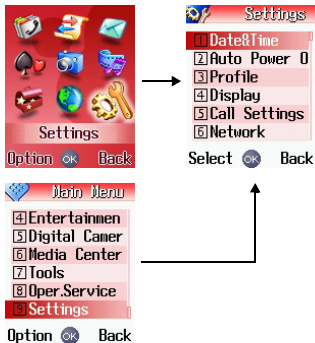 Settings
Option OK Back
Settings
1 Date&Time
2 Auto Power O
3 Profile
4 Display
5 Call Settings
6 Network
Select OK Back
Main Menu
4 Entertainmen
5 Digital Camer
6 Media Center
7 Tools
8 Oper.Service
9 Settings
Option OK Back